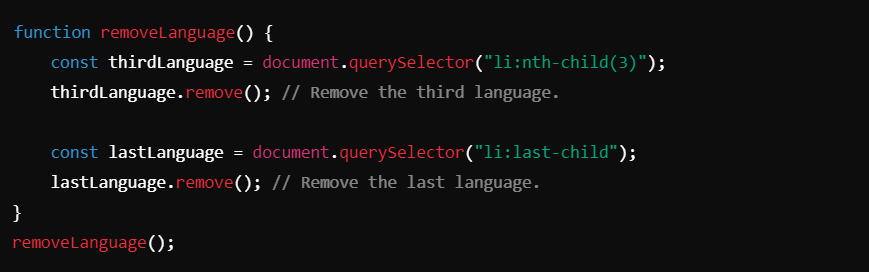 function removeLanguage() {
    const thirdLanguage = document.querySelector("li:nth-child(3)");
    thirdLanguage.remove(); // Remove the third language.

    const lastLanguage = document.querySelector("li:last-child");
    lastLanguage.remove(); // Remove the last language.
}
removeLanguage();